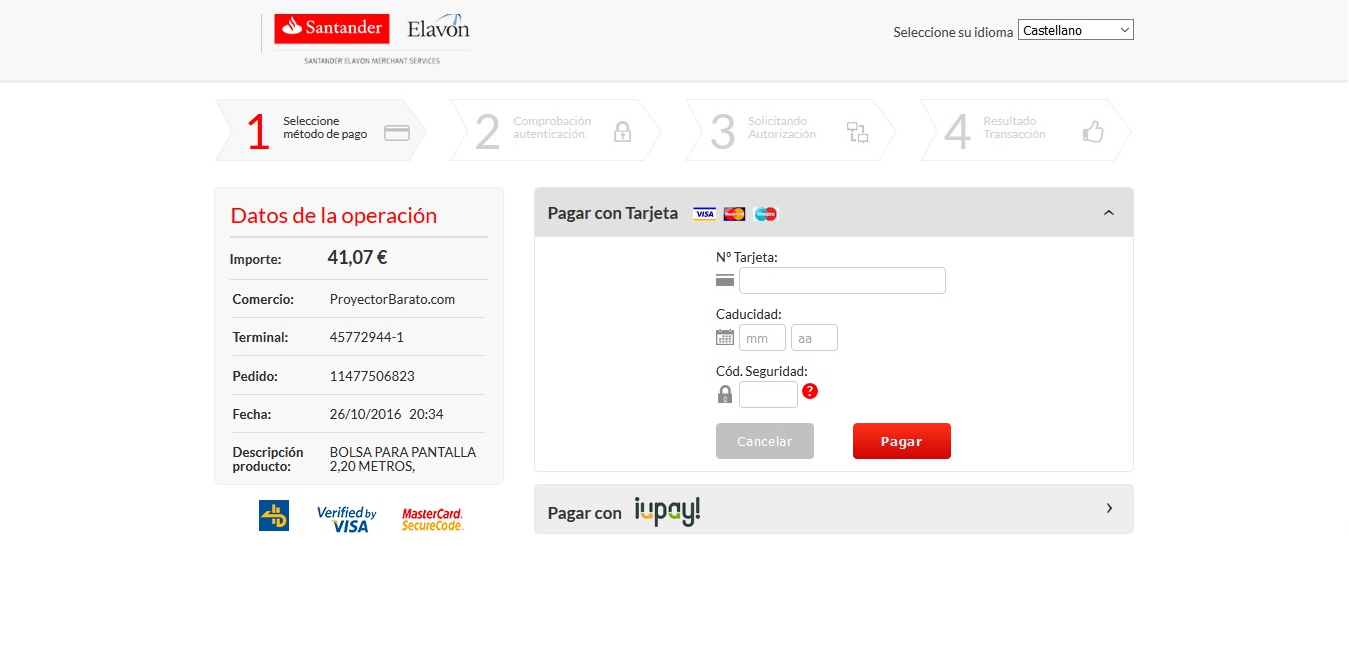 Santander
Elavon
SANTANDER ELAVON MERCHANT SERVICES
Seleccione su idioma
Castellano
1
Seleccione
método de pago
2
Comprobación
autenticación
3
Solicitando
Autorización
4
Resultado
Transacción
Datos de la operación
Importe: 41,07 €
Comercio: ProyectorBarato.com
Terminal: 45772944-1
Pedido: 11477506823
Fecha: 26/10/2016 20:34
Descripción BOLSA PARA PANTALLA
producto: 2,20 METROS,
Verified by
VISA
MasterCard.
SecureCode.
Pagar con Tarjeta VISA MasterCard Maestro
Nº Tarjeta:
Caducidad:
mm aa
Cód. Seguridad:
?
Cancelar Pagar
Pagar con iupay!